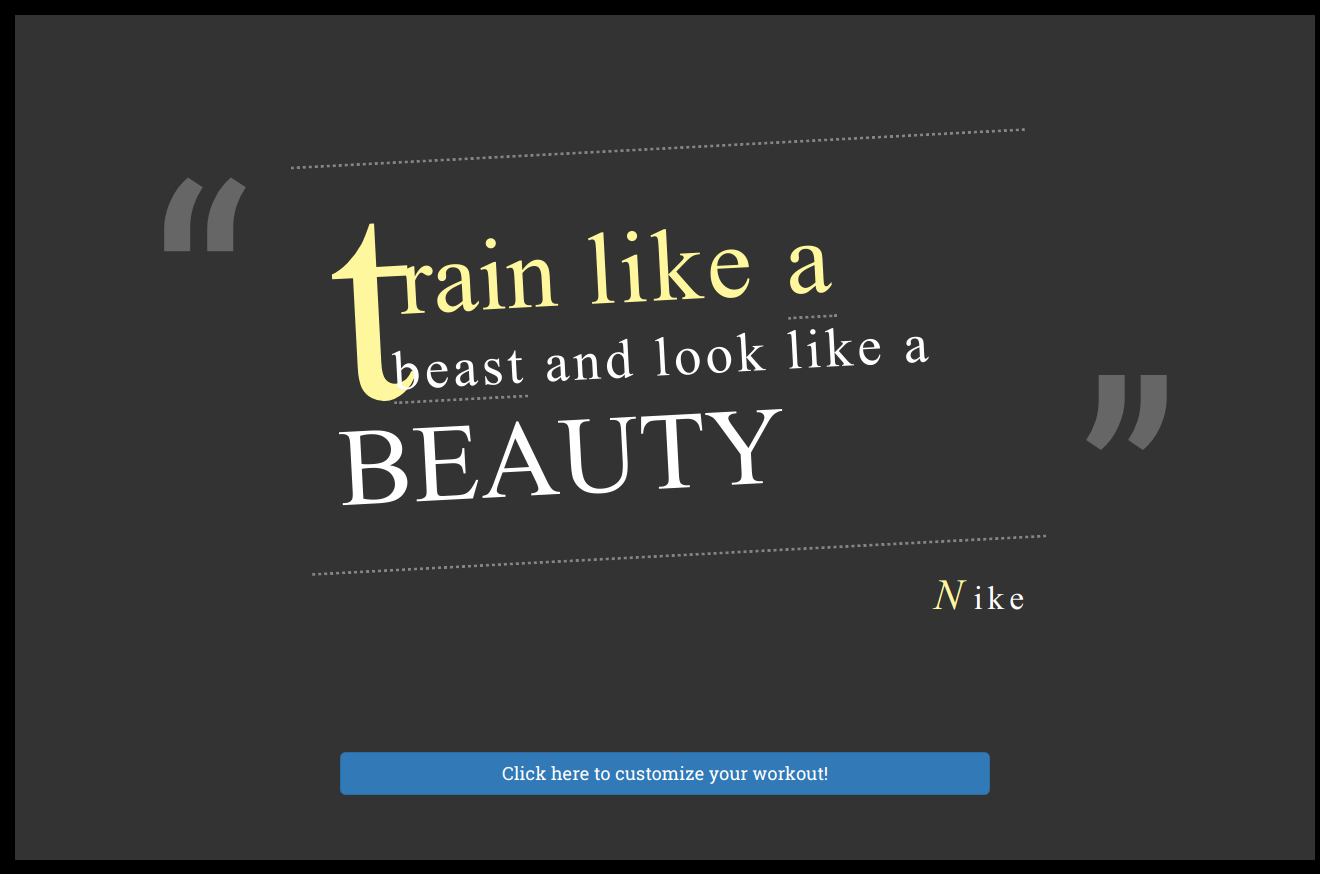 “
train like a
beast and look like a
BEAUTY
”
Nike
Click here to customize your workout!